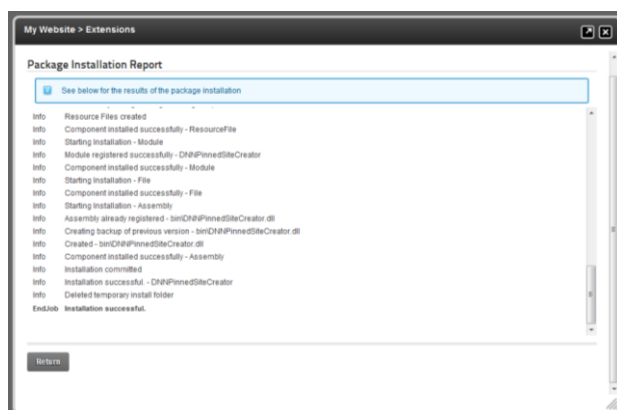 My Website > Extensions
Package Installation Report
See below for the results of the package installation
Info Resource Files created
Info Component installed successfully - ResourceFile
Info Starting Installation - Module
Info Module registered successfully - DNNPinnedSiteCreator
Info Component installed successfully - Module
Info Starting Installation - File
Info Component installed successfully - File
Info Starting Installation - Assembly
Info Assembly already registered - bin\DNNPinnedSiteCreator.dll
Info Creating backup of previous version - bin\DNNPinnedSiteCreator.dll
Info Created - bin\DNNPinnedSiteCreator.dll
Info Component installed successfully - Assembly
Info Installation committed
Info Installation successful. - DNNPinnedSiteCreator
Info Deleted temporary install folder
EndJob Installation successful.
Return